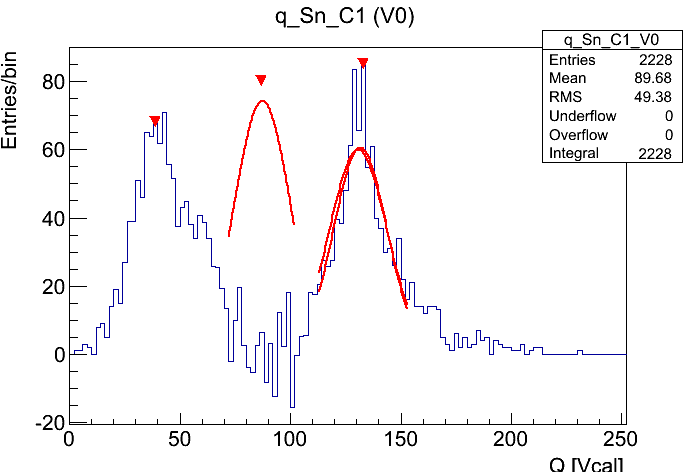 q_Sn_C1 (V0)
q_Sn_C1_V0
Entries 2228
Mean 89.68
RMS 49.38
Underflow 0
Overflow 0
Integral 2228
Entries/bin
80
60
40
20
0
-20
0 50 100 150 200 250
Q [Vcal]